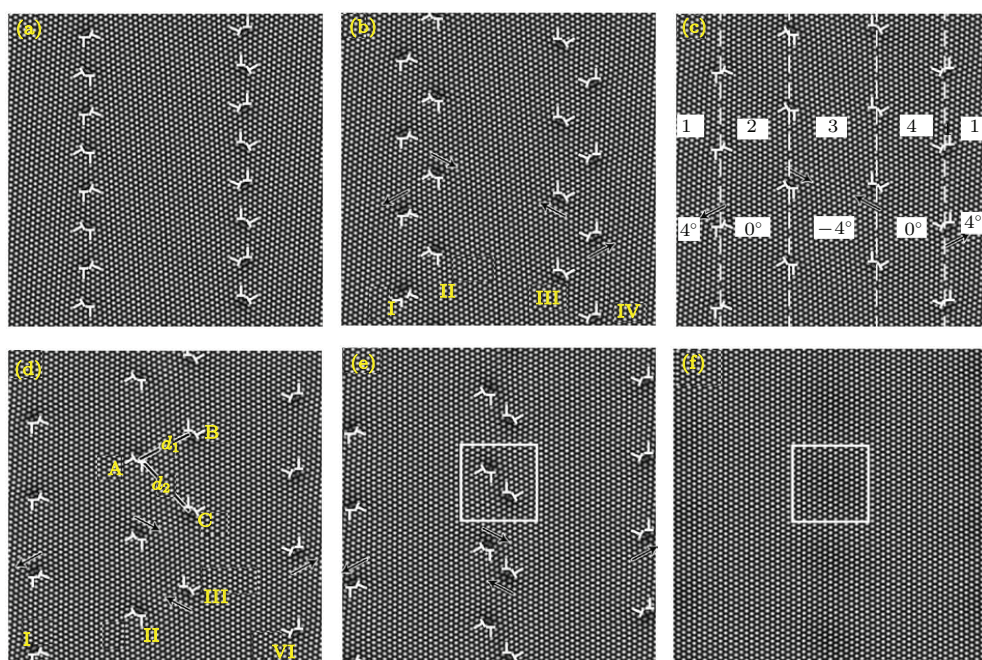 (a)
(b)
I
II
III
IV
(c)
1 2 3 4 1
4° 0° −4° 0° 4°
(d)
A
d₁
B
d₂
C
I
II
III
VI
(e)
(f)